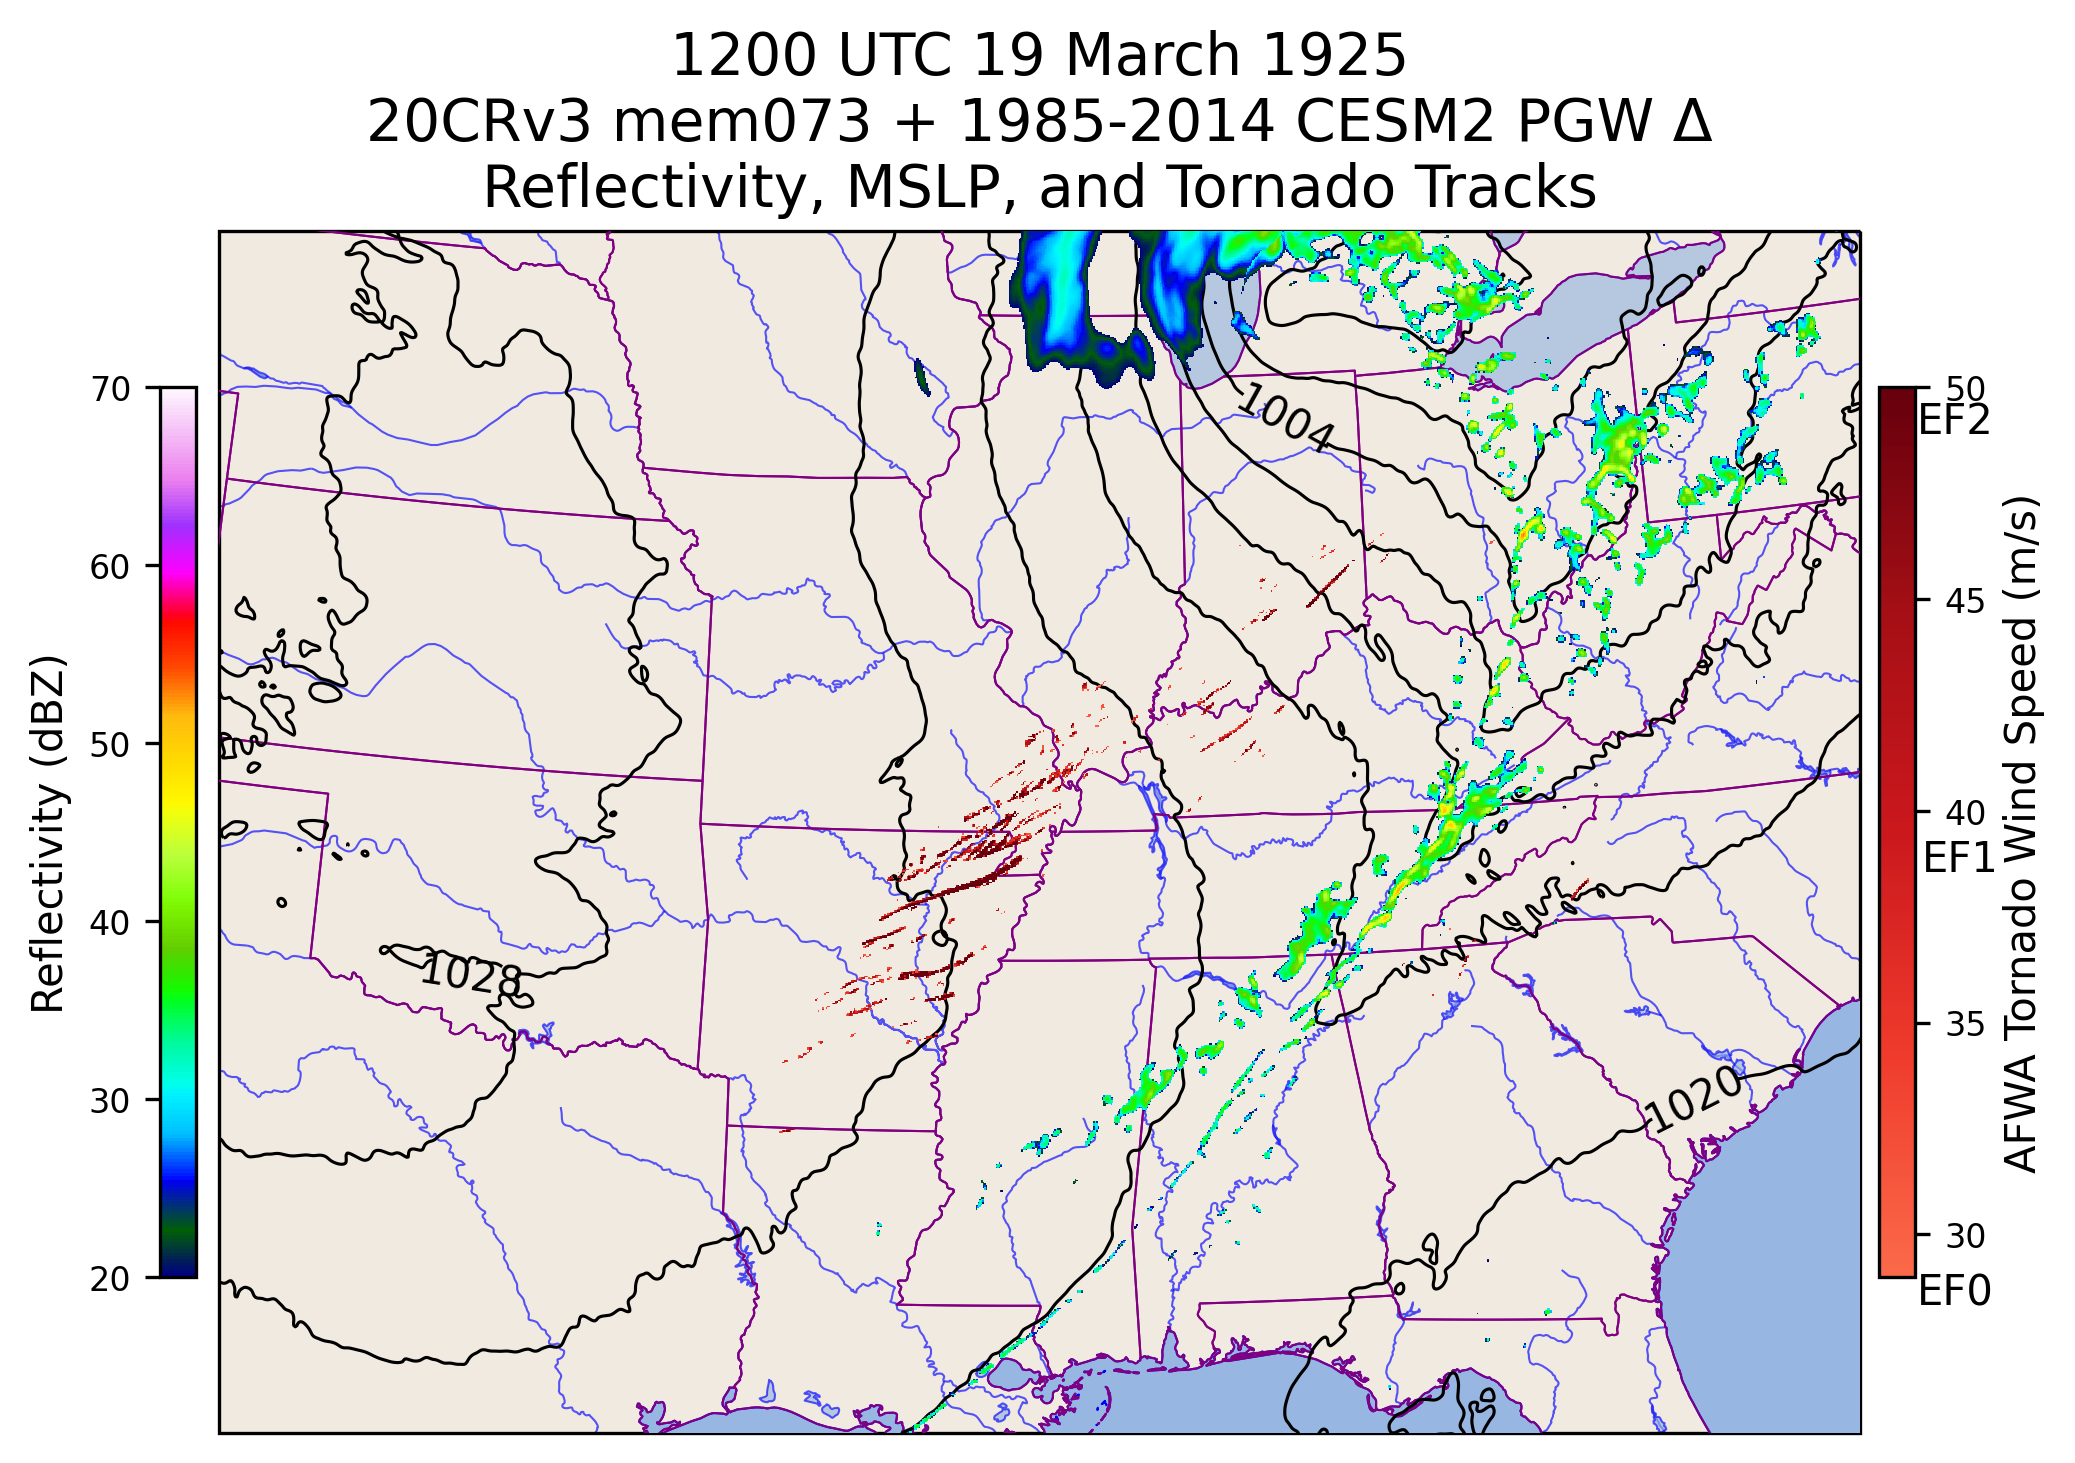 1200 UTC 19 March 1925
20CRv3 mem073 + 1985-2014 CESM2 PGW Δ
Reflectivity, MSLP, and Tornado Tracks
Reflectivity (dBZ)
70
60
50
40
30
20
1004
1028
1020
50
EF2
45
40
EF1
35
30
EF0
AFWA Tornado Wind Speed (m/s)